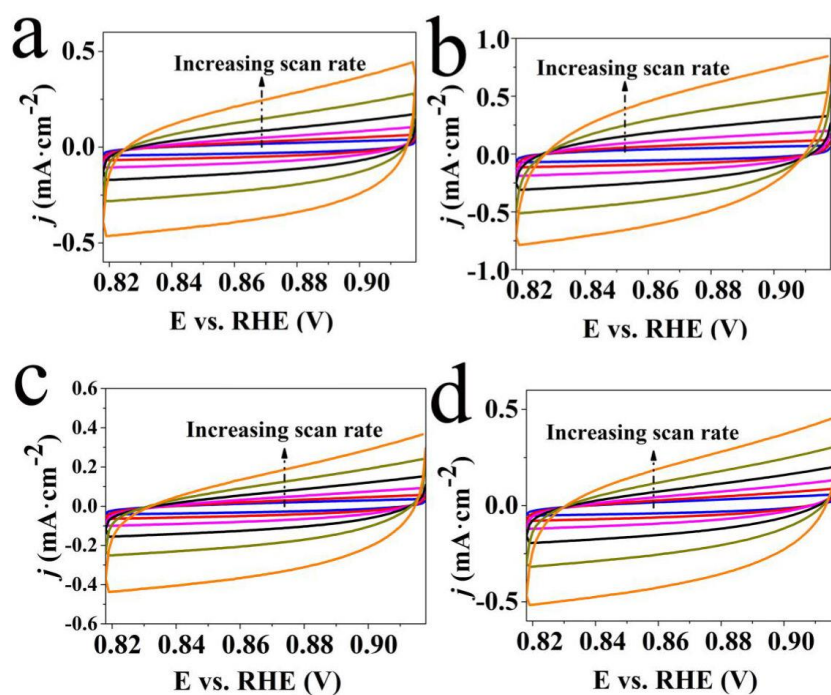 a
0.5
0.0
-0.5
j (mA·cm⁻²)
Increasing scan rate
0.82 0.84 0.86 0.88 0.90
E vs. RHE (V)
b
1.0
0.5
0.0
-0.5
-1.0
j (mA·cm⁻²)
Increasing scan rate
0.82 0.84 0.86 0.88 0.90
E vs. RHE (V)
c
0.6
0.4
0.2
0.0
-0.2
-0.4
-0.6
j (mA·cm⁻²)
Increasing scan rate
0.82 0.84 0.86 0.88 0.90
E vs. RHE (V)
d
0.5
0.0
-0.5
j (mA·cm⁻²)
Increasing scan rate
0.82 0.84 0.86 0.88 0.90
E vs. RHE (V)